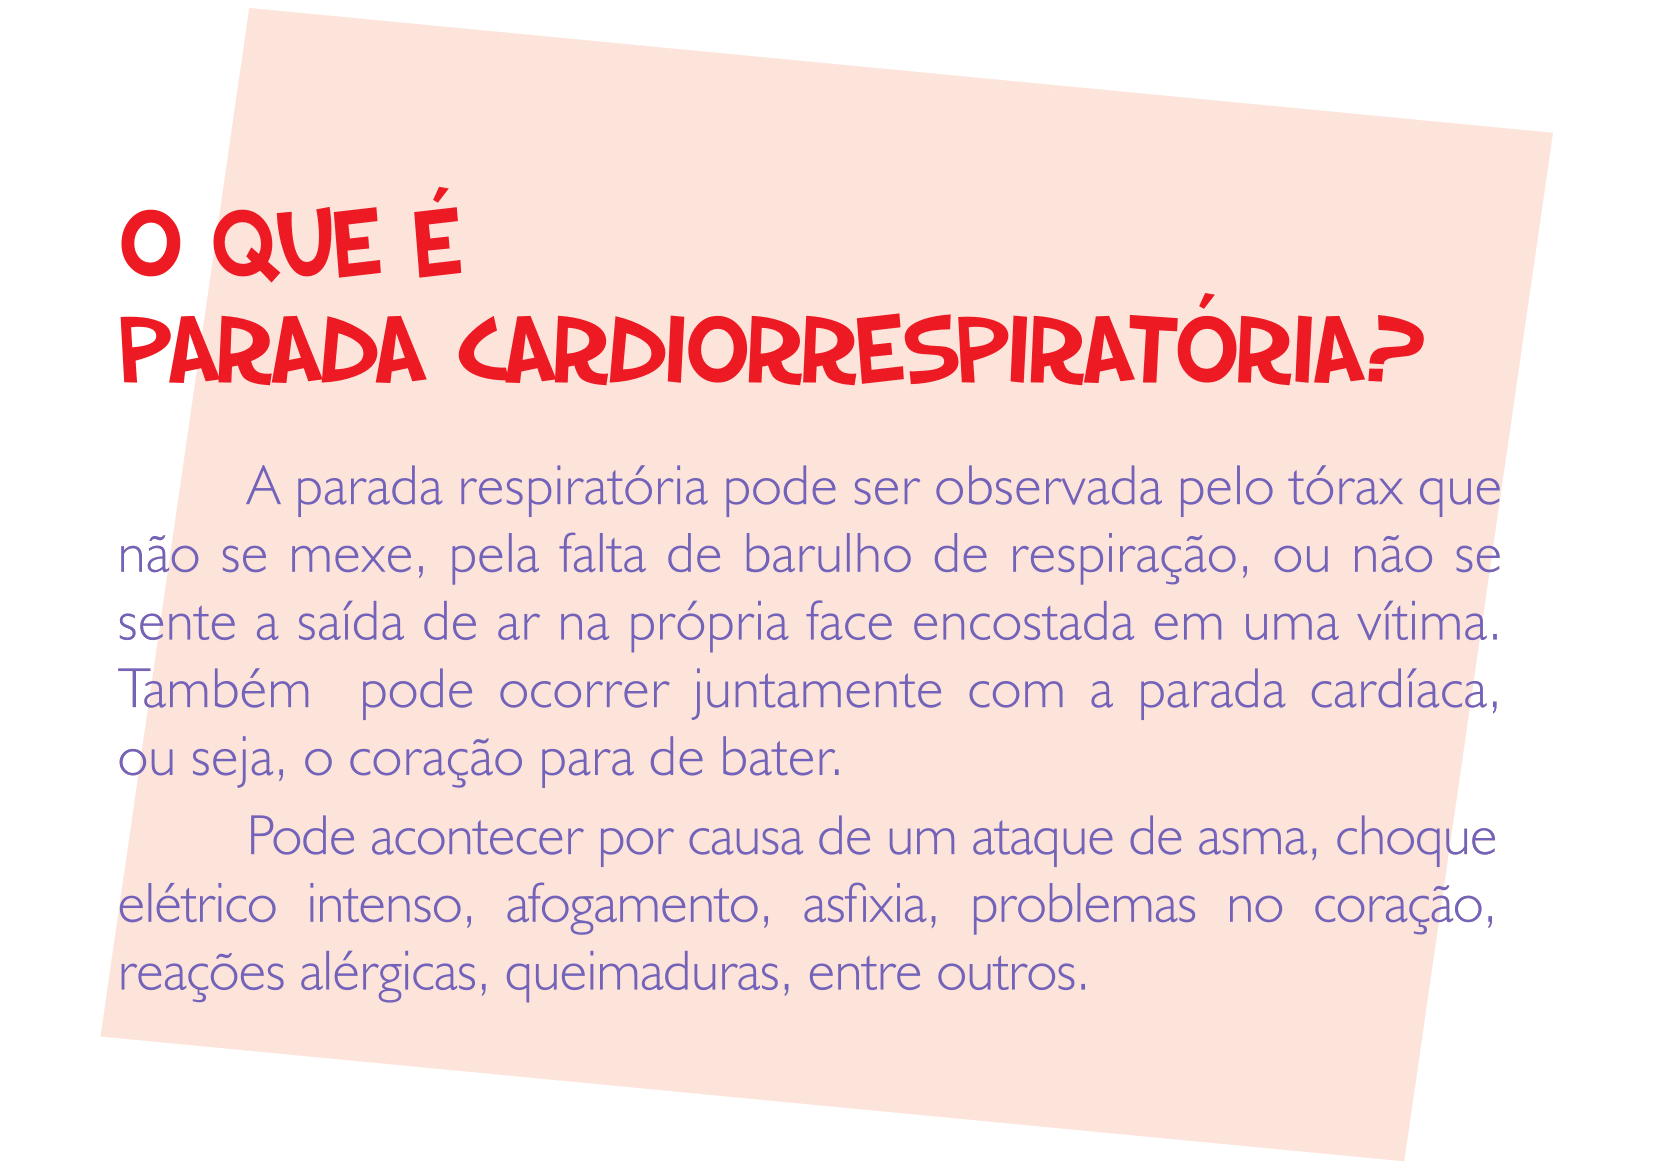 O QUE É
PARADA CARDIORRESPIRATÓRIA?
A parada respiratória pode ser observada pelo tórax que
não se mexe, pela falta de barulho de respiração, ou não se
sente a saída de ar na própria face encostada em uma vítima.
Também pode ocorrer juntamente com a parada cardíaca,
ou seja, o coração para de bater.
Pode acontecer por causa de um ataque de asma, choque
elétrico intenso, afogamento, asfixia, problemas no coração,
reações alérgicas, queimaduras, entre outros.